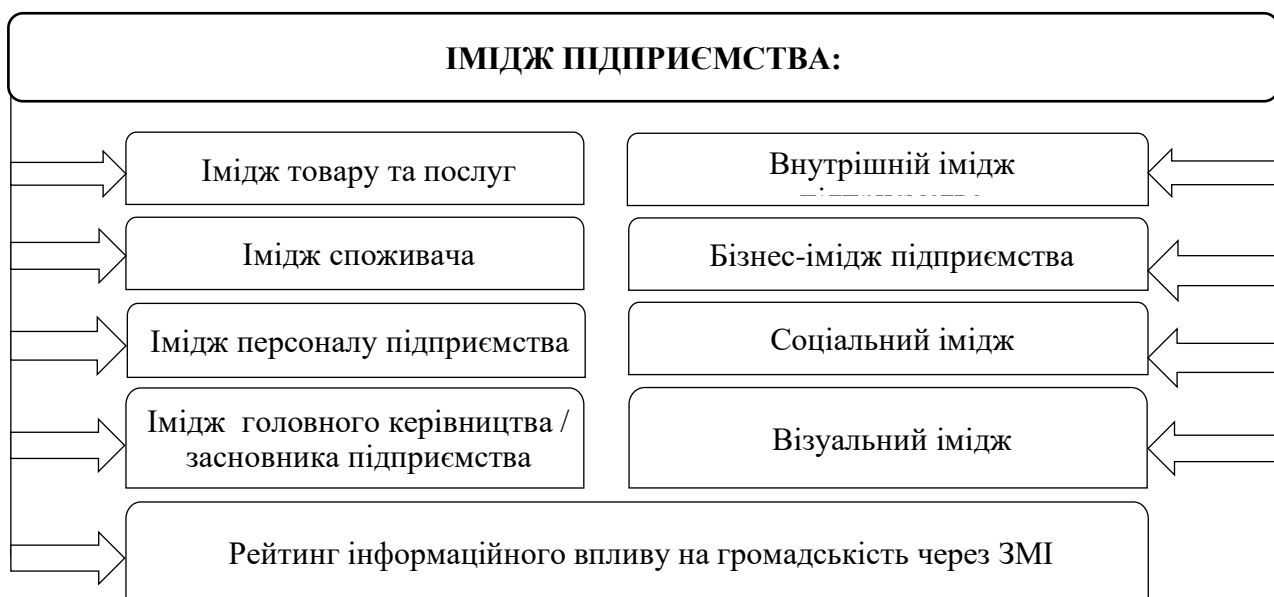 ІМІДЖ ПІДПРИЄМСТВА:
Імідж товару та послуг
Внутрішній імідж
Імідж споживача
Бізнес-імідж підприємства
Імідж персоналу підприємства
Соціальний імідж
Імідж головного керівництва /
засновника підприємства
Візуальний імідж
Рейтинг інформаційного впливу на громадськість через ЗМІ